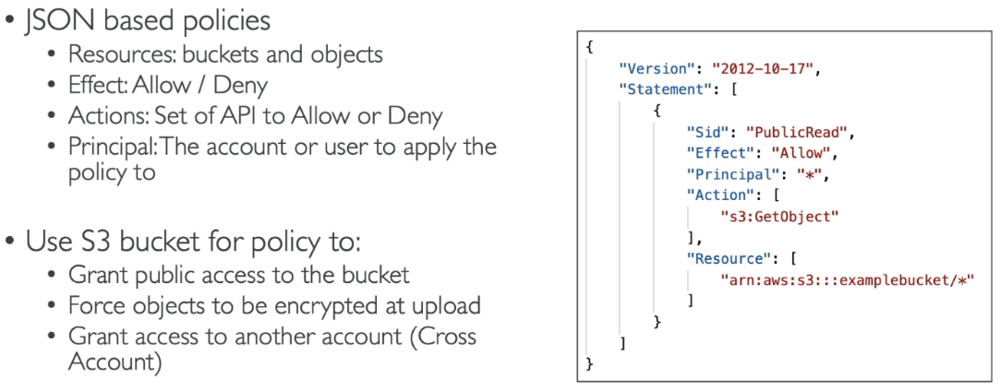 • JSON based policies
• Resources: buckets and objects
• Effect: Allow / Deny
• Actions: Set of API to Allow or Deny
• Principal: The account or user to apply the
policy to
• Use S3 bucket for policy to:
• Grant public access to the bucket
• Force objects to be encrypted at upload
• Grant access to another account (Cross
Account)
{
"Version": "2012-10-17",
"Statement": [
{
"Sid": "PublicRead",
"Effect": "Allow",
"Principal": "*",
"Action": [
"s3:GetObject"
],
"Resource": [
"arn:aws:s3:::examplebucket/*"
]
}
]
}